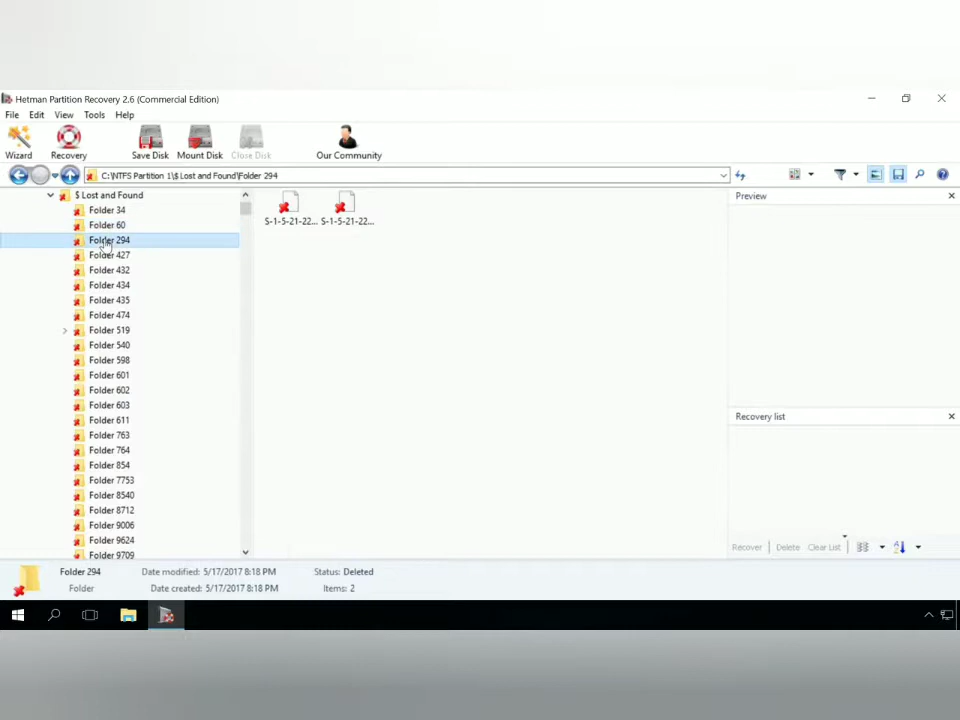 Hetman Partition Recovery 2.6 (Commercial Edition)
File Edit View Tools Help
Wizard Recovery Save Disk Mount Disk Close Disk Our Community
C:\NTFS Partition 1\$ Lost and Found\Folder 294
$ Lost and Found
Folder 34
Folder 60
Folder 294
Folder 427
Folder 432
Folder 434
Folder 435
Folder 474
Folder 519
Folder 540
Folder 598
Folder 601
Folder 602
Folder 603
Folder 611
Folder 763
Folder 764
Folder 854
Folder 7753
Folder 8540
Folder 8712
Folder 9006
Folder 9624
Folder 9709
S-1-5-21-22... S-1-5-21-22...
Preview
Recovery list
Recover Delete Clear List
Folder 294 Date modified: 5/17/2017 8:18 PM Status: Deleted
Folder Date created: 5/17/2017 8:18 PM Items: 2